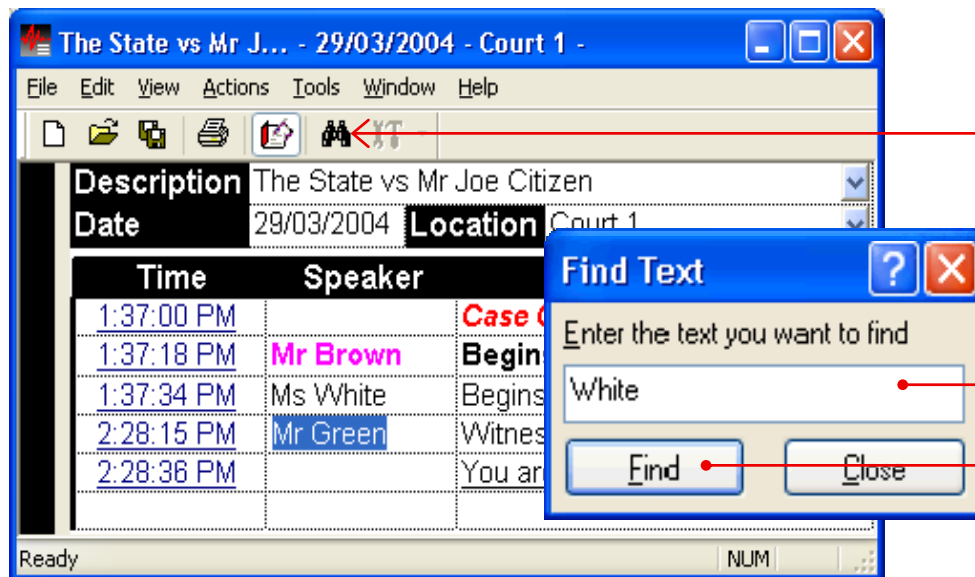 The State vs Mr J... - 29/03/2004 - Court 1 -
File Edit View Actions Tools Window Help
Description The State vs Mr Joe Citizen
Date 29/03/2004 Location Court 1
Time Speaker
1:37:00 PM Case
1:37:18 PM Mr Brown Begins
1:37:34 PM Ms White Begins
2:28:15 PM Mr Green
2:28:36 PM You
Ready NUM
Find Text
Enter the text you want to find
White
Find Close